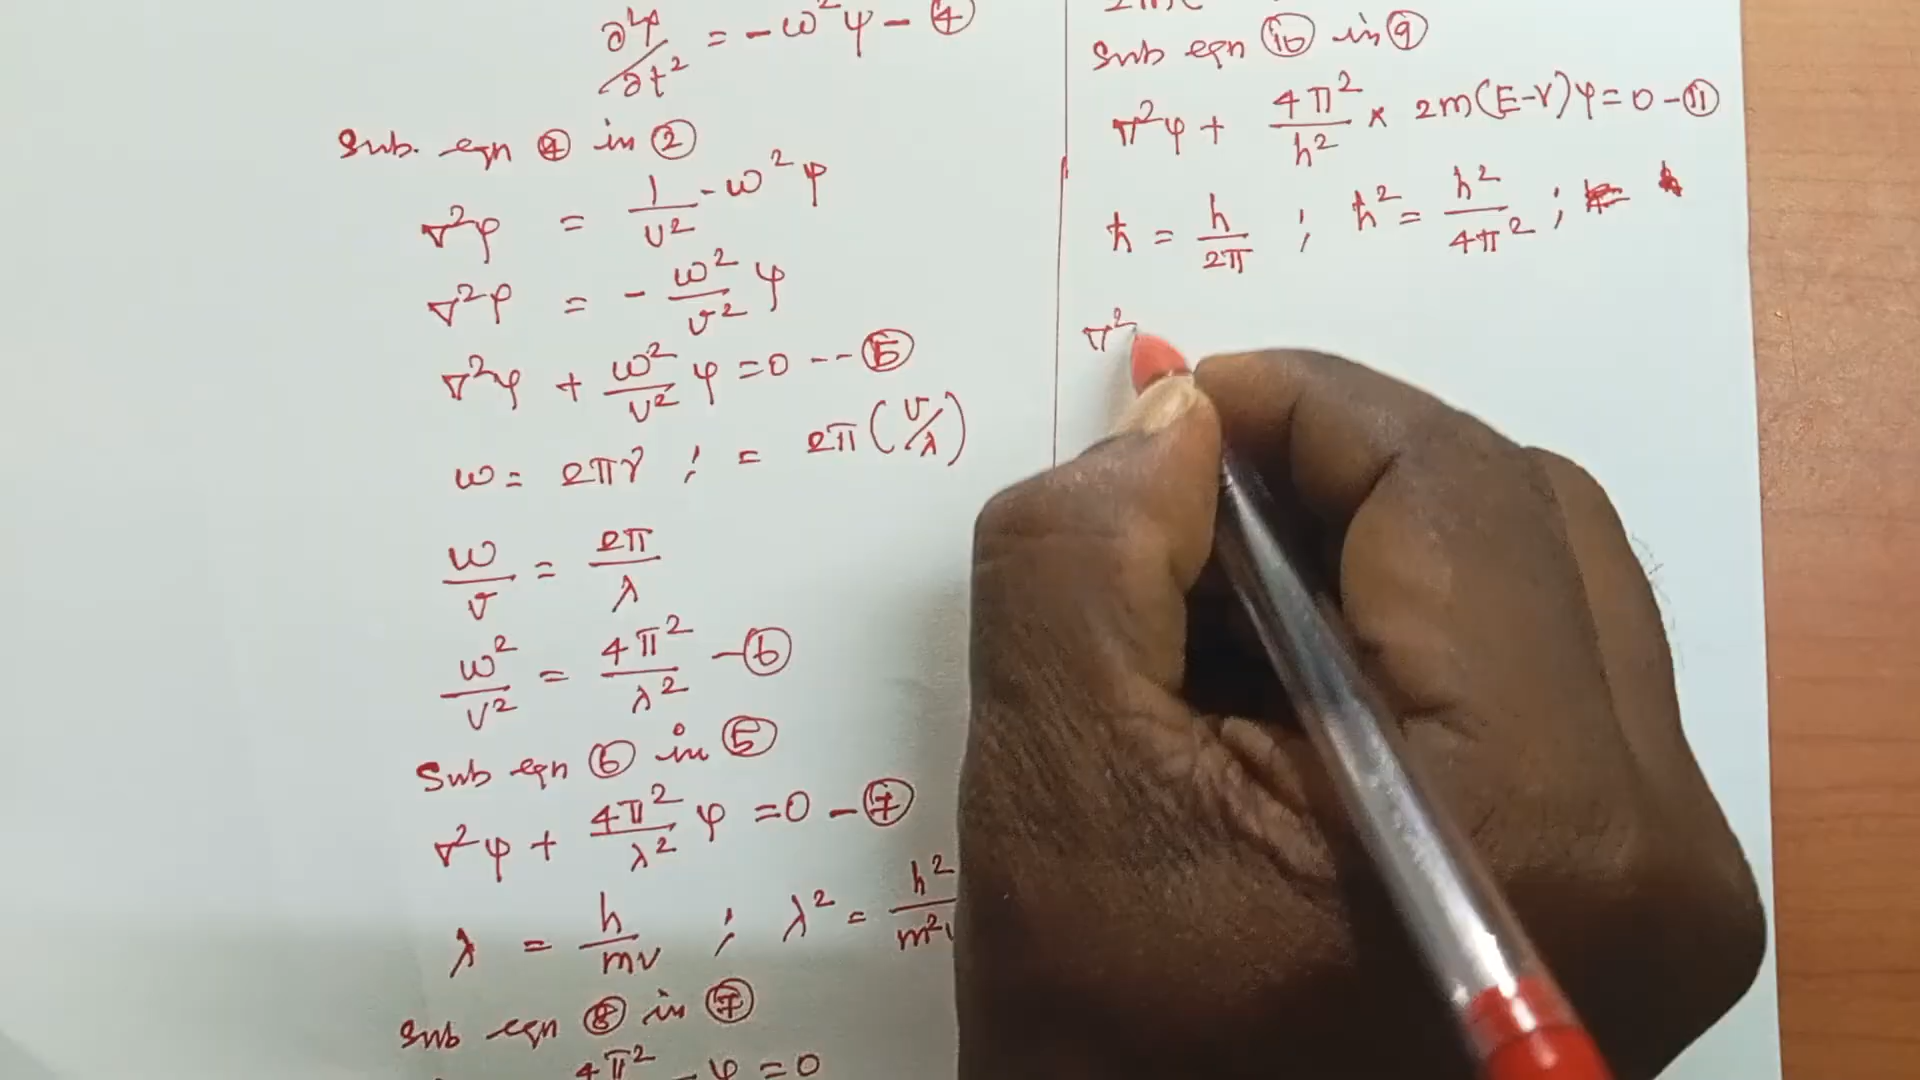 ∂²ψ/∂t² = -ω²ψ - ④
Sub. eqn ④ in ②
∇²ψ = 1/v² - ω²ψ
∇²ψ = - ω²/v² ψ
∇²ψ + ω²/v² ψ = 0 -- ⑤
ω = 2πν ; = 2π(v/λ)
ω/v = 2π/λ
ω²/v² = 4π²/λ² - ⑥
Sub eqn ⑥ in ⑤
∇²ψ + 4π²/λ² ψ = 0 - ⑦
λ = h/mv ; λ² = h²/m²v
Sub eqn ⑧ in ⑦
4π² ψ = 0
Sub eqn ⑩ in ⑨
∇²ψ + 4π²/h² × 2m(E-V)ψ = 0 - ⑪
ħ = h/2π ; ħ² = h²/4π² ;
∇²